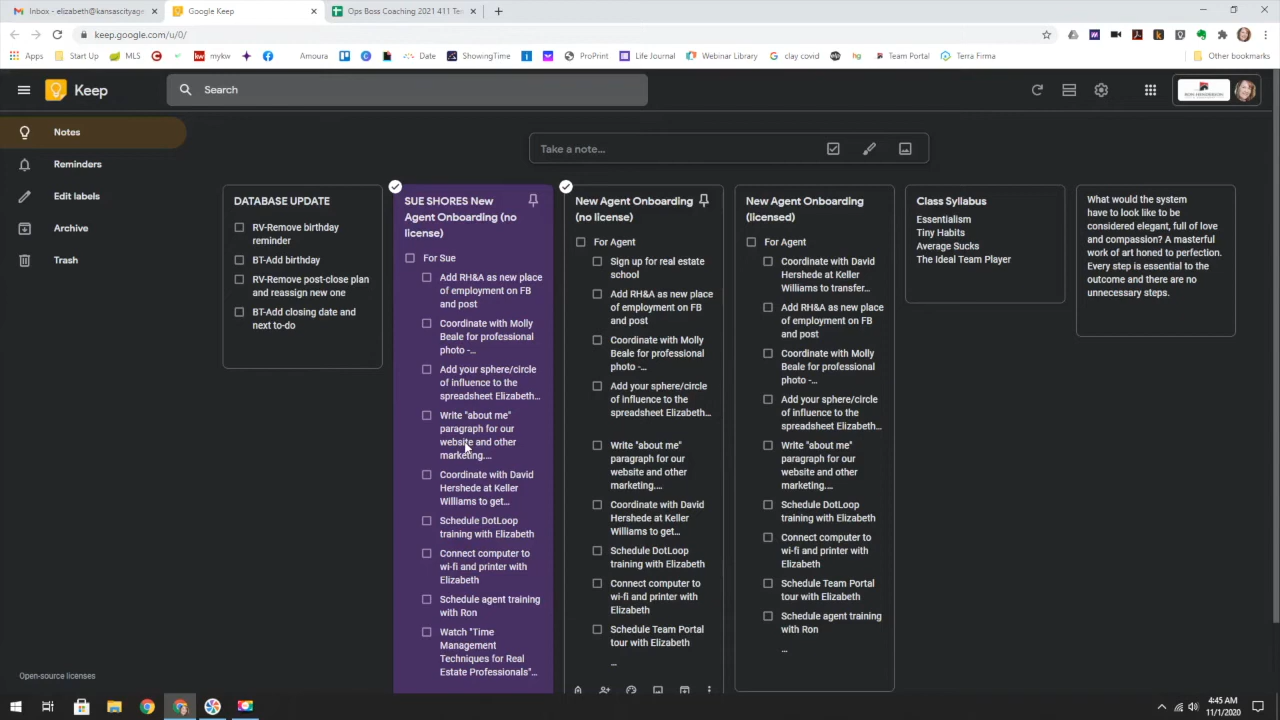 Inbox - elizabeth@kansascityage
Google Keep
Ops Boss Coaching 2021 411 Tem
keep.google.com/u/0/
Apps
Start Up
MLS
mykw
Amoura
Date
ShowingTime
ProPrint
Life Journal
Webinar Library
clay covid
Team Portal
Terra Firma
Other bookmarks
Keep
Search
Notes
Reminders
Edit labels
Archive
Trash
Take a note...
DATABASE UPDATE
RV-Remove birthday
reminder
BT-Add birthday
RV-Remove post-close plan
and reassign new one
BT-Add closing date and
next to-do
SUE SHORES New
Agent Onboarding (no
license)
For Sue
Add RH&A as new place
of employment on FB
and post
Coordinate with Molly
Beale for professional
photo -...
Add your sphere/circle
of influence to the
spreadsheet Elizabeth...
Write "about me"
paragraph for our
website and other
marketing....
Coordinate with David
Hershede at Keller
Williams to get...
Schedule DotLoop
training with Elizabeth
Connect computer to
wi-fi and printer with
Elizabeth
Schedule agent training
with Ron
Watch "Time
Management
Techniques for Real
Estate Professionals"...
New Agent Onboarding
(no license)
For Agent
Sign up for real estate
school
Add RH&A as new place
of employment on FB
and post
Coordinate with Molly
Beale for professional
photo -...
Add your sphere/circle
of influence to the
spreadsheet Elizabeth...
Write "about me"
paragraph for our
website and other
marketing....
Coordinate with David
Hershede at Keller
Williams to get...
Schedule DotLoop
training with Elizabeth
Connect computer to
wi-fi and printer with
Elizabeth
Schedule Team Portal
tour with Elizabeth
...
New Agent Onboarding
(licensed)
For Agent
Coordinate with David
Hershede at Keller
Williams to transfer...
Add RH&A as new place
of employment on FB
and post
Coordinate with Molly
Beale for professional
photo -...
Add your sphere/circle
of influence to the
spreadsheet Elizabeth...
Write "about me"
paragraph for our
website and other
marketing....
Schedule DotLoop
training with Elizabeth
Connect computer to
wi-fi and printer with
Elizabeth
Schedule Team Portal
tour with Elizabeth
Schedule agent training
with Ron
...
Class Syllabus
Essentialism
Tiny Habits
Average Sucks
The Ideal Team Player
What would the system
have to look like to be
considered elegant, full of love
and compassion? A masterful
work of art honed to perfection.
Every step is essential to the
outcome and there are no
unnecessary steps.
Open-source licenses
4:45 AM
11/1/2020